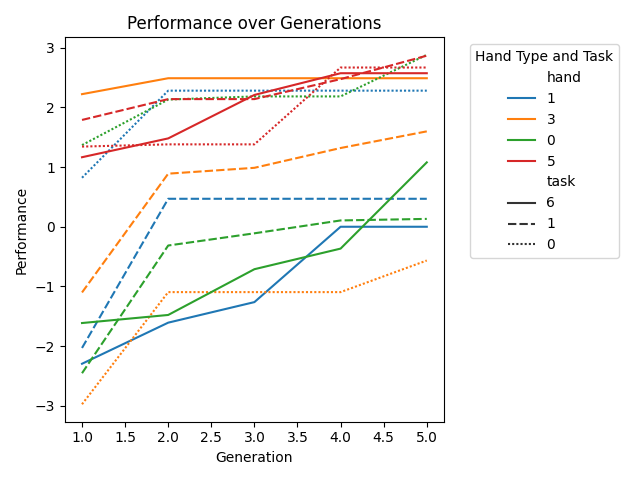 Performance over Generations
Performance
3
2
1
0
−1
−2
−3
1.0 1.5 2.0 2.5 3.0 3.5 4.0 4.5 5.0
Generation
Hand Type and Task
hand
1
3
0
5
task
6
1
0